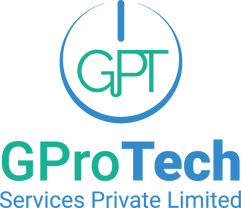 GPT
GProTech
Services Private Limited